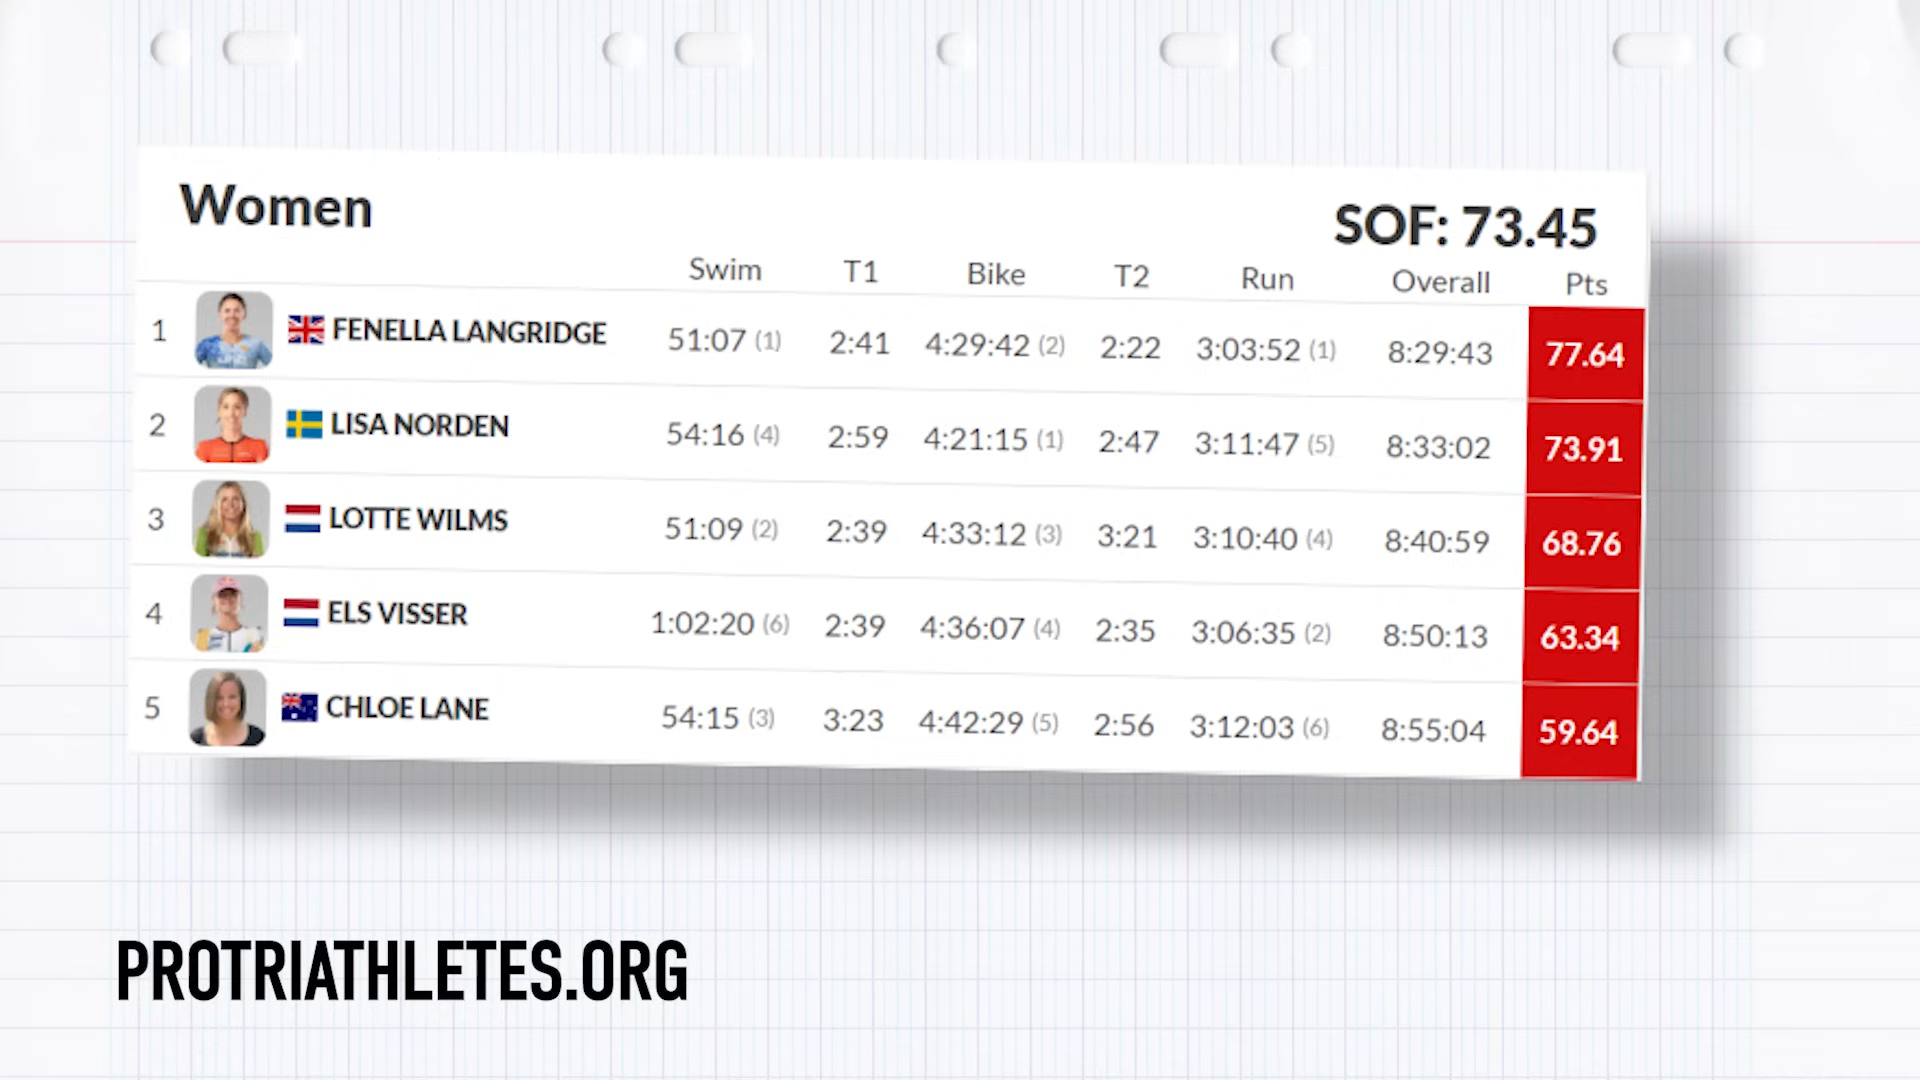 Women
SOF: 73.45
Swim T1 Bike T2 Run Overall Pts
1 FENELLA LANGRIDGE 51:07 (1) 2:41 4:29:42 (2) 2:22 3:03:52 (1) 8:29:43 77.64
2 LISA NORDEN 54:16 (4) 2:59 4:21:15 (1) 2:47 3:11:47 (5) 8:33:02 73.91
3 LOTTE WILMS 51:09 (2) 2:39 4:33:12 (3) 3:21 3:10:40 (4) 8:40:59 68.76
4 ELS VISSER 1:02:20 (6) 2:39 4:36:07 (4) 2:35 3:06:35 (2) 8:50:13 63.34
5 CHLOE LANE 54:15 (3) 3:23 4:42:29 (5) 2:56 3:12:03 (6) 8:55:04 59.64
PROTRIATHLETES.ORG